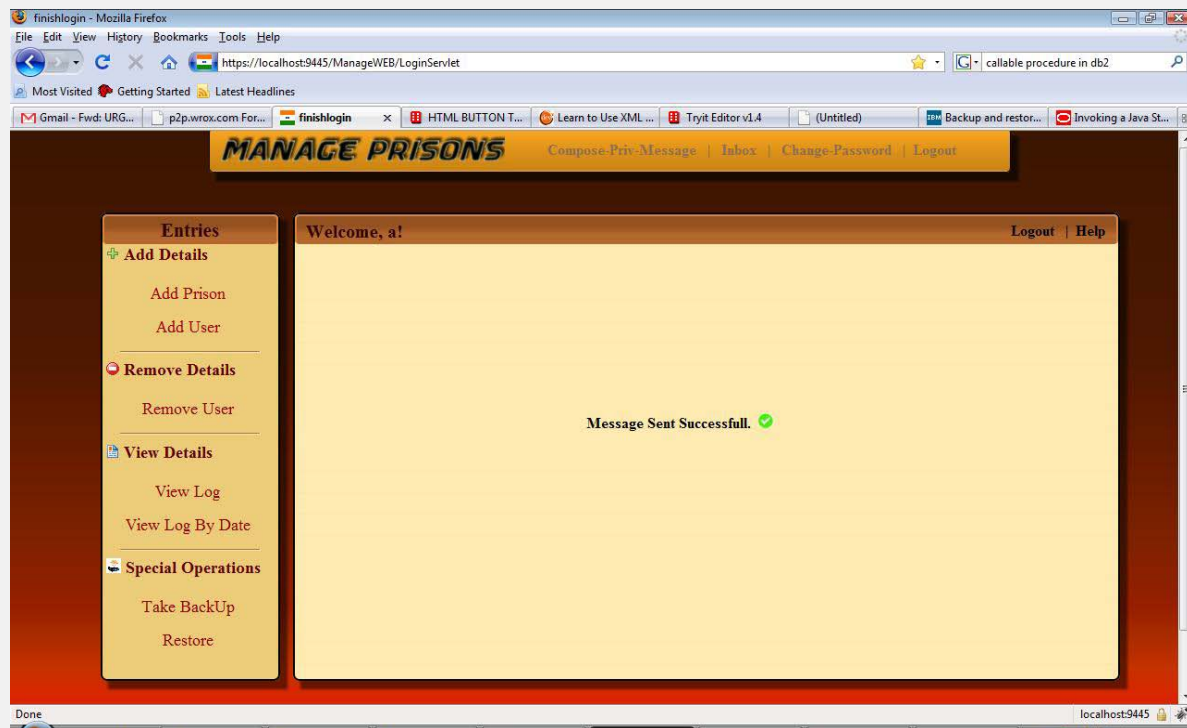 finishlogin - Mozilla Firefox
File Edit View History Bookmarks Tools Help
https://localhost:9445/ManageWEB/LoginServlet
callable procedure in db2
Most Visited Getting Started Latest Headlines
Gmail - Fwd: URG... p2p.wrox.com For... finishlogin HTML BUTTON T... Learn to Use XML ... Tryit Editor v1.4 (Untitled) Backup and restor... Invoking a Java St...
MANAGE PRISONS
Compose-Priv-Message | Inbox | Change-Password | Logout
Entries
Add Details
Add Prison
Add User
Remove Details
Remove User
View Details
View Log
View Log By Date
Special Operations
Take BackUp
Restore
Welcome, a!
Logout | Help
Message Sent Successfull.
Done
localhost:9445